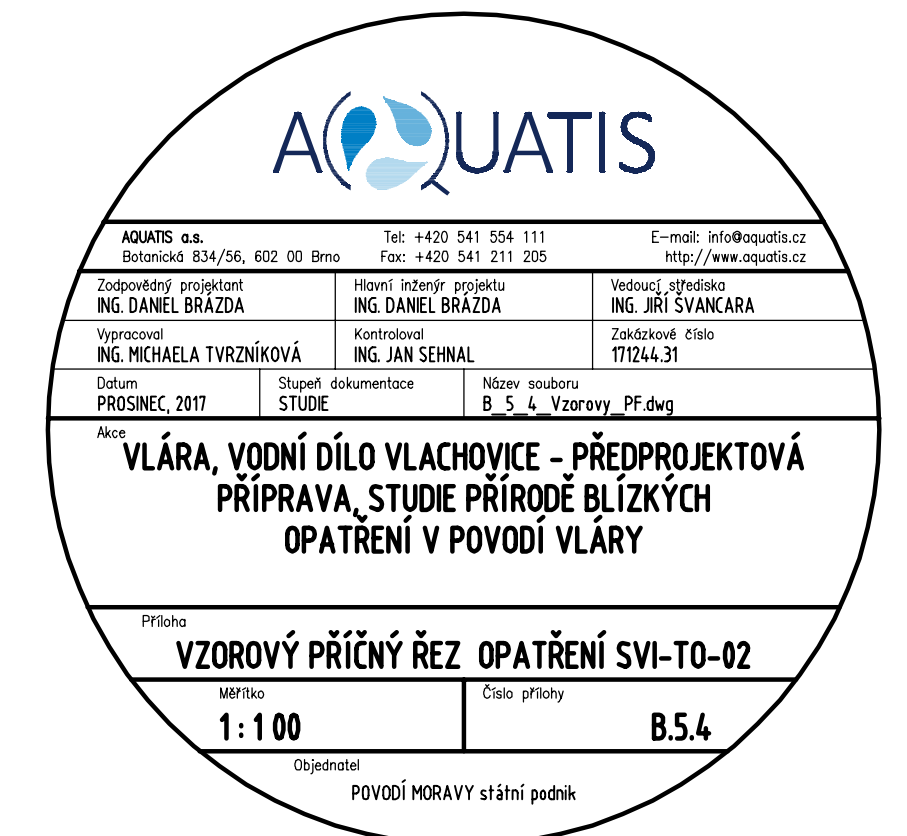 AQUATIS
AQUATIS a.s. Tel: +420 541 554 111 E-mail: info@aquatis.cz
Botanická 834/56, 602 00 Brno Fax: +420 541 211 205 http://www.aquatis.cz
Zodpovědný projektant Hlavní inženýr projektu Vedoucí střediska
ING. DANIEL BRÁZDA ING. DANIEL BRÁZDA ING. JIŘÍ ŠVANCARA
Vypracoval Kontroloval Zakázkové číslo
ING. MICHAELA TVRZNÍKOVÁ ING. JAN SEHNAL 171244.31
Datum Stupeň dokumentace Název souboru
PROSINEC, 2017 STUDIE B_5_4_Vzorovy_PF.dwg
Akce
VLÁRA, VODNÍ DÍLO VLACHOVICE - PŘEDPROJEKTOVÁ
PŘÍPRAVA, STUDIE PŘÍRODĚ BLÍZKÝCH
OPATŘENÍ V POVODÍ VLÁRY
Příloha
VZOROVÝ PŘÍČNÝ ŘEZ OPATŘENÍ SVI-TO-02
Měřítko Číslo přílohy
1:100 B.5.4
Objednatel
POVODÍ MORAVY státní podnik